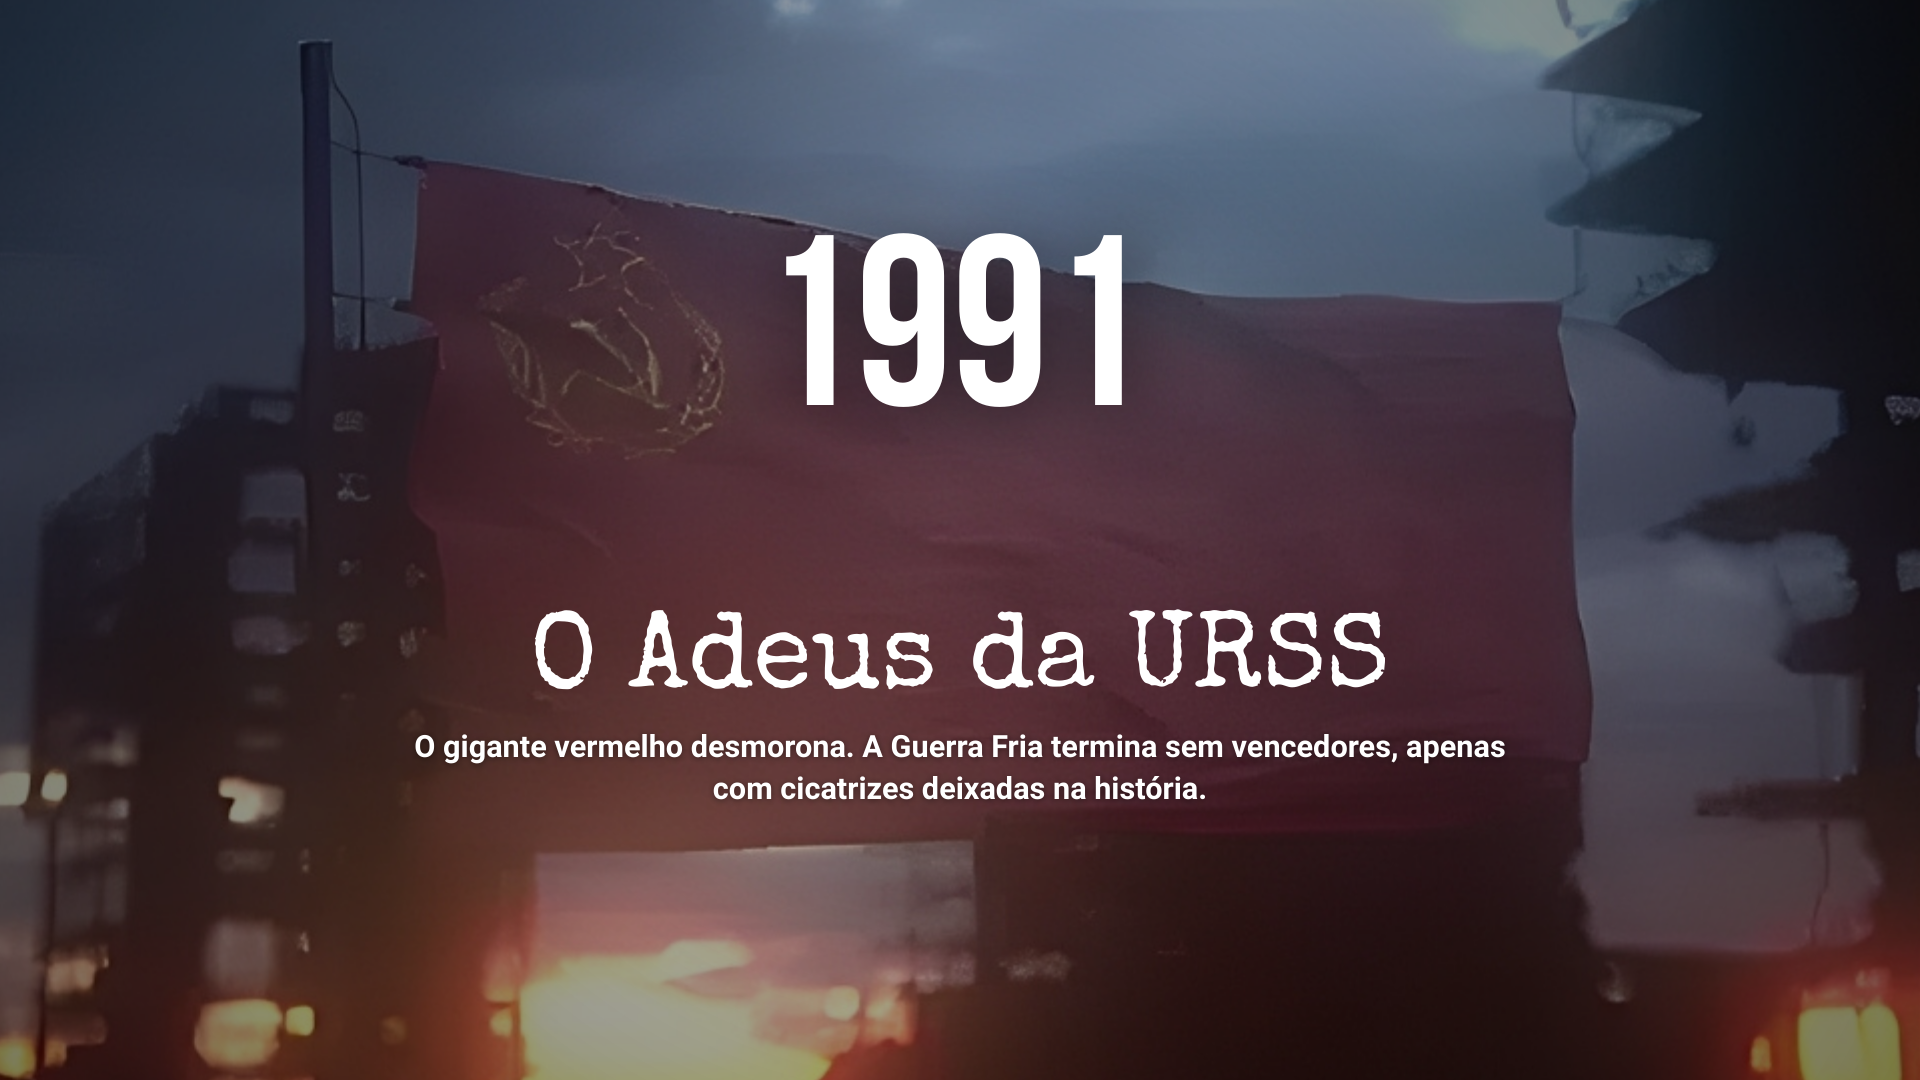 1991
O Adeus da URSS
O gigante vermelho desmorona. A Guerra Fria termina sem vencedores, apenas
com cicatrizes deixadas na história.